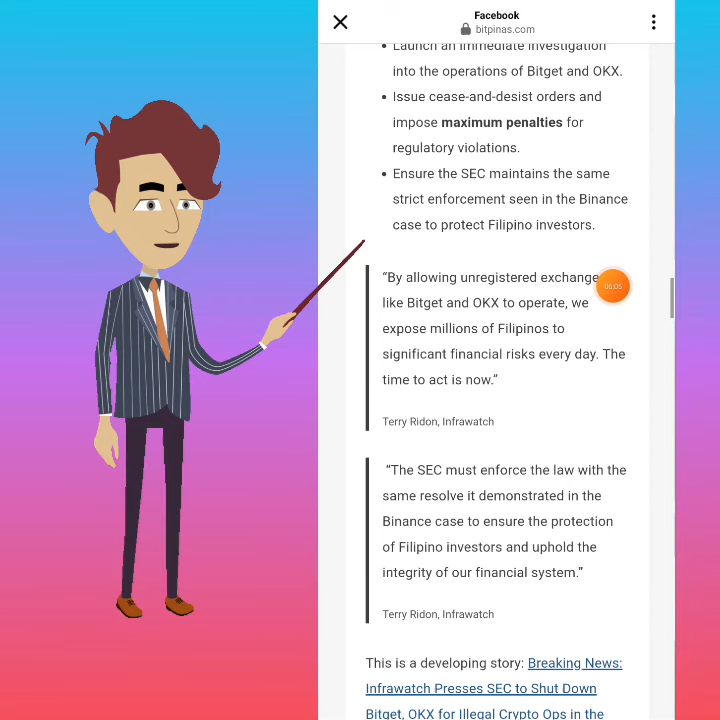 Facebook
bitpinas.com
Launch an immediate investigation
into the operations of Bitget and OKX.
Issue cease-and-desist orders and
impose maximum penalties for
regulatory violations.
Ensure the SEC maintains the same
strict enforcement seen in the Binance
case to protect Filipino investors.
“By allowing unregistered exchange
like Bitget and OKX to operate, we
expose millions of Filipinos to
significant financial risks every day. The
time to act is now.”
Terry Ridon, Infrawatch
“The SEC must enforce the law with the
same resolve it demonstrated in the
Binance case to ensure the protection
of Filipino investors and uphold the
integrity of our financial system.”
Terry Ridon, Infrawatch
This is a developing story: Breaking News:
Infrawatch Presses SEC to Shut Down
Bitget, OKX for Illegal Crypto Ops in the